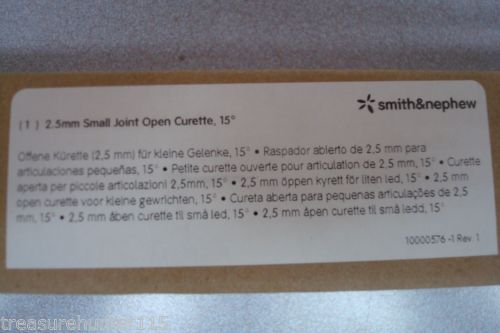 smith&nephew
(1) 2.5mm Small Joint Open Curette, 15°
Offene Kürette (2,5 mm) für kleine Gelenke, 15° • Raspador abierto de 2,5 mm para
articulaciones pequeñas, 15° • Petite curette ouverte pour articulation de 2.5 mm, 15° • Curette
aperta per piccole articolazioni 2,5mm, 15° • 2,5 mm öppen kyrett för liten led, 15° • 2,5 mm
open curette voor kleine gewrichten, 15° • Cureta aberta para pequenas articulações de 2,5
mm, 15° • 2,5 mm åben curette til små led, 15° • 2,5 mm åpen curette til små ledd, 15°
10000576 -1 Rev. 1
treasurehunter115